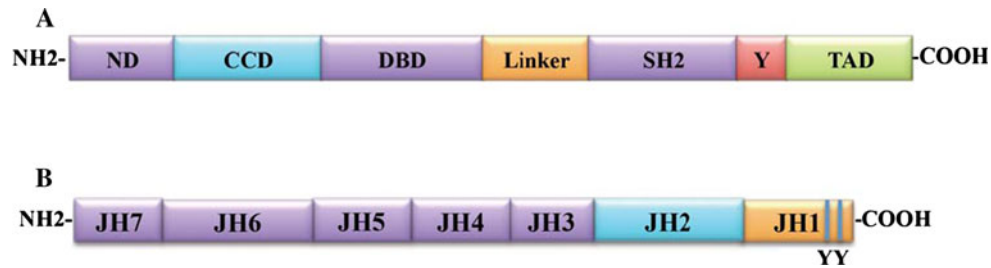 A
NH2- ND CCD DBD Linker SH2 Y TAD -COOH
B
NH2- JH7 JH6 JH5 JH4 JH3 JH2 JH1 -COOH
YY